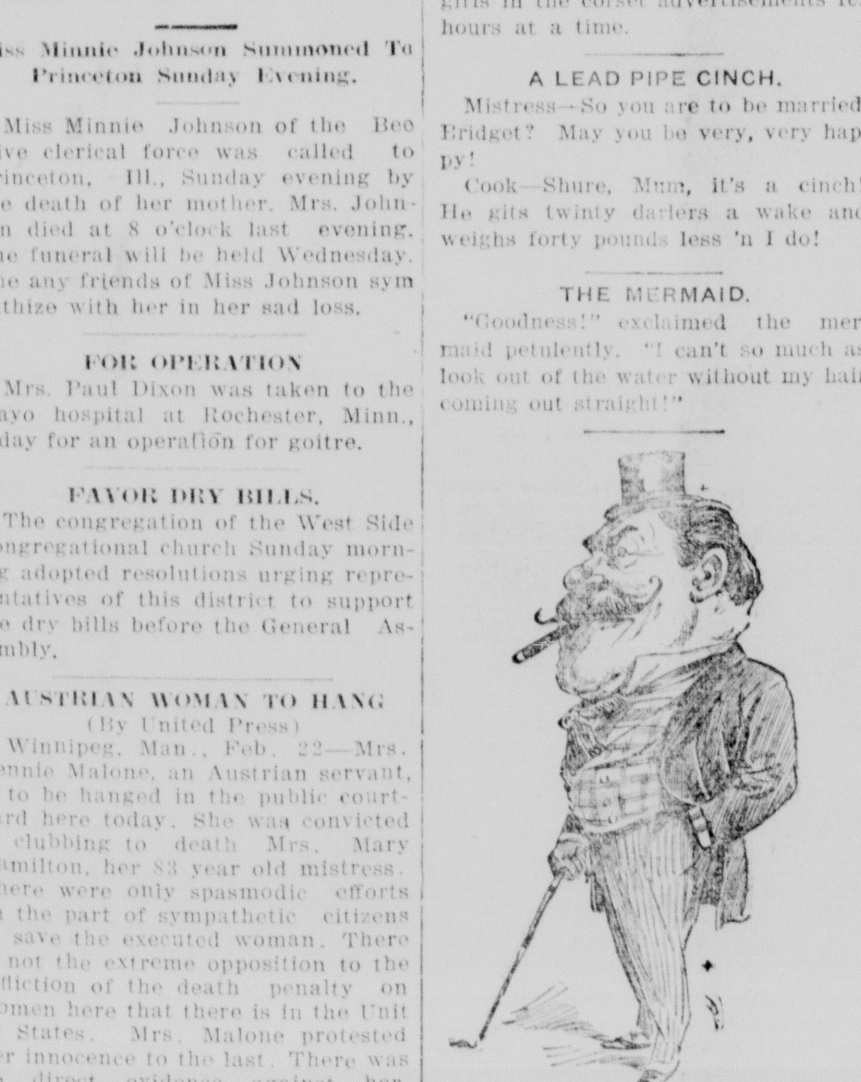 iss Minnie Johnson Summoned To
Princeton Sunday Evening.
Miss Minnie Johnson of the Bee
ive clerical force was called to
rinceton, Ill., Sunday evening by
e death of her mother. Mrs. John-
n died at 8 o'clock last evening.
he funeral will be held Wednesday.
he any friends of Miss Johnson sym
thize with her in her sad loss.
FOR OPERATION
Mrs. Paul Dixon was taken to the
ayo hospital at Rochester, Minn.,
day for an operation for goitre.
FAVOR DRY BILLS.
The congregation of the West Side
ongregational church Sunday morn-
g adopted resolutions urging repre-
ntatives of this district to support
e dry bills before the General As-
mbly.
AUSTRIAN WOMAN TO HANG
(By United Press)
Winnipeg, Man., Feb. 22—Mrs.
ennie Malone, an Austrian servant,
to be hanged in the public court-
ard here today. She was convicted
clubbing to death Mrs. Mary
amilton, her 83 year old mistress.
here were only spasmodic efforts
n the part of sympathetic citizens
save the executed woman. There
not the extreme opposition to the
fliction of the death penalty on
omen here that there is in the Unit
States. Mrs. Malone protested
er innocence to the last. There was
direct evidence against her
girls in the corset advertisements
hours at a time.
A LEAD PIPE CINCH.
Mistress—So you are to be married
Bridget? May you be very, very hap
py!
Cook—Shure, Mum, it's a cinch!
He gits twinty darlers a wake and
weighs forty pounds less 'n I do!
THE MERMAID.
"Goodness!" exclaimed the mer
maid petulently. "I can't so much as
look out of the water without my hair
coming out straight!"